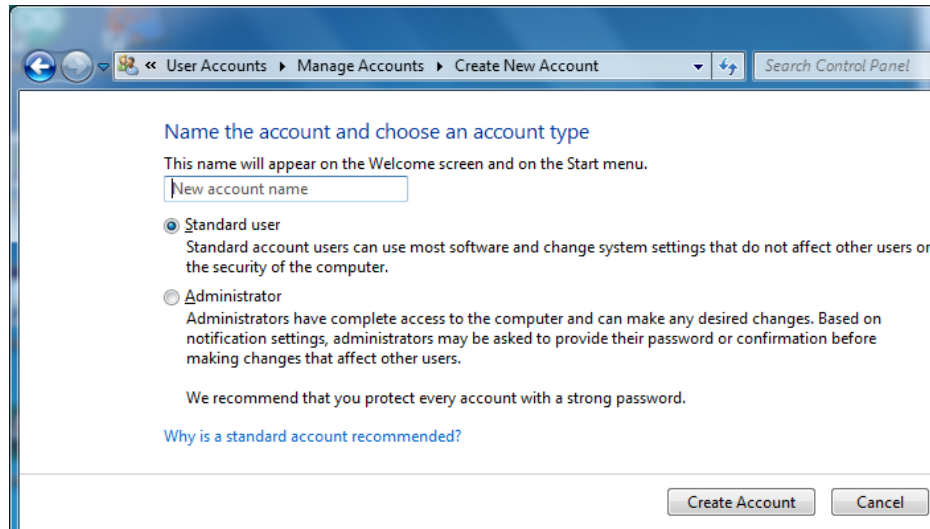 « User Accounts Manage Accounts Create New Account Search Control Panel
Name the account and choose an account type
This name will appear on the Welcome screen and on the Start menu.
New account name
Standard user
Standard account users can use most software and change system settings that do not affect other users or
the security of the computer.
Administrator
Administrators have complete access to the computer and can make any desired changes. Based on
notification settings, administrators may be asked to provide their password or confirmation before
making changes that affect other users.
We recommend that you protect every account with a strong password.
Why is a standard account recommended?
Create Account Cancel